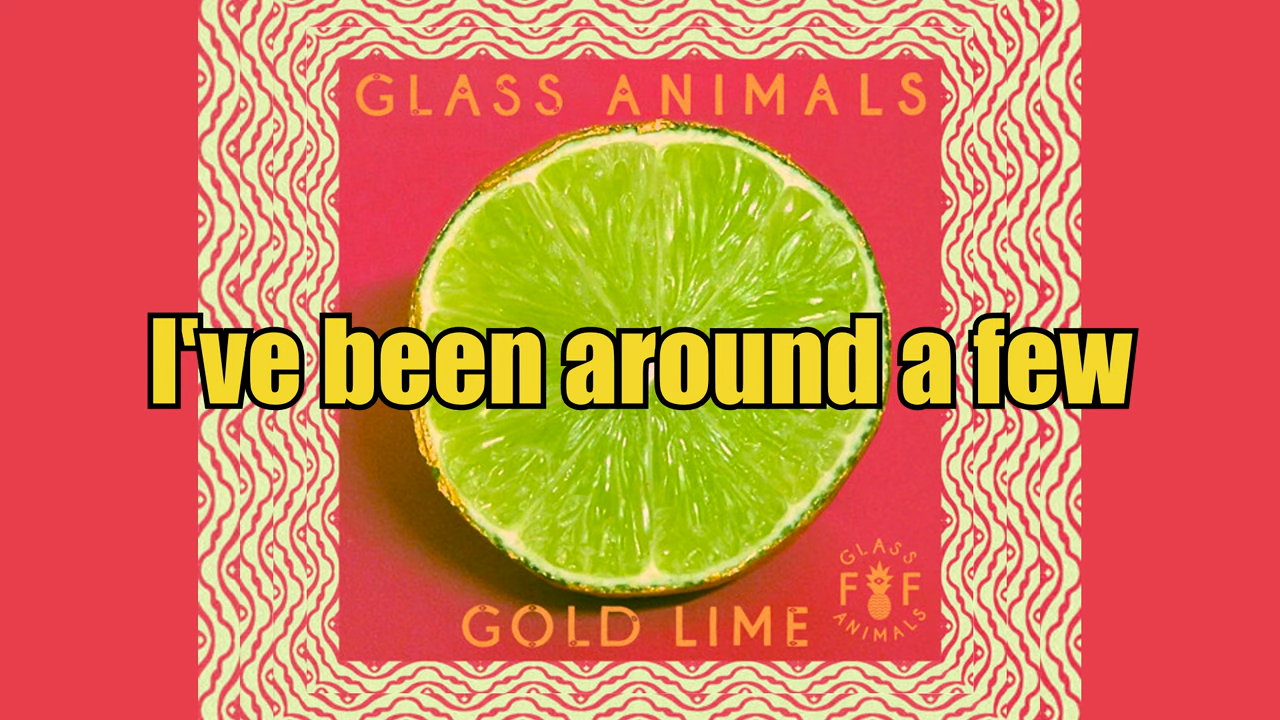 GLASS ANIMALS
I've been around a few
GOLD LIME
GLASS
F F
ANIMALS